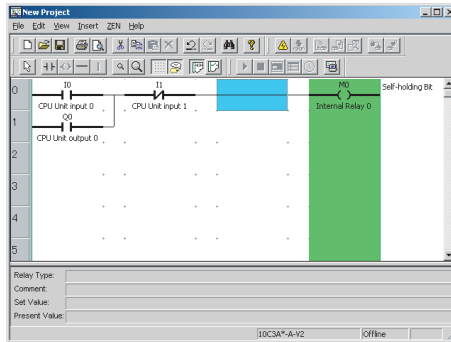 New Project
File Edit View Insert ZEN Help
0
I0
I1
M0
Self-holding Bit
CPU Unit input 0
CPU Unit input 1
Internal Relay 0
1
Q0
CPU Unit output 0
2
3
4
5
Relay Type:
Comment:
Set Value:
Present Value:
10C3A*-A-V2
Offline